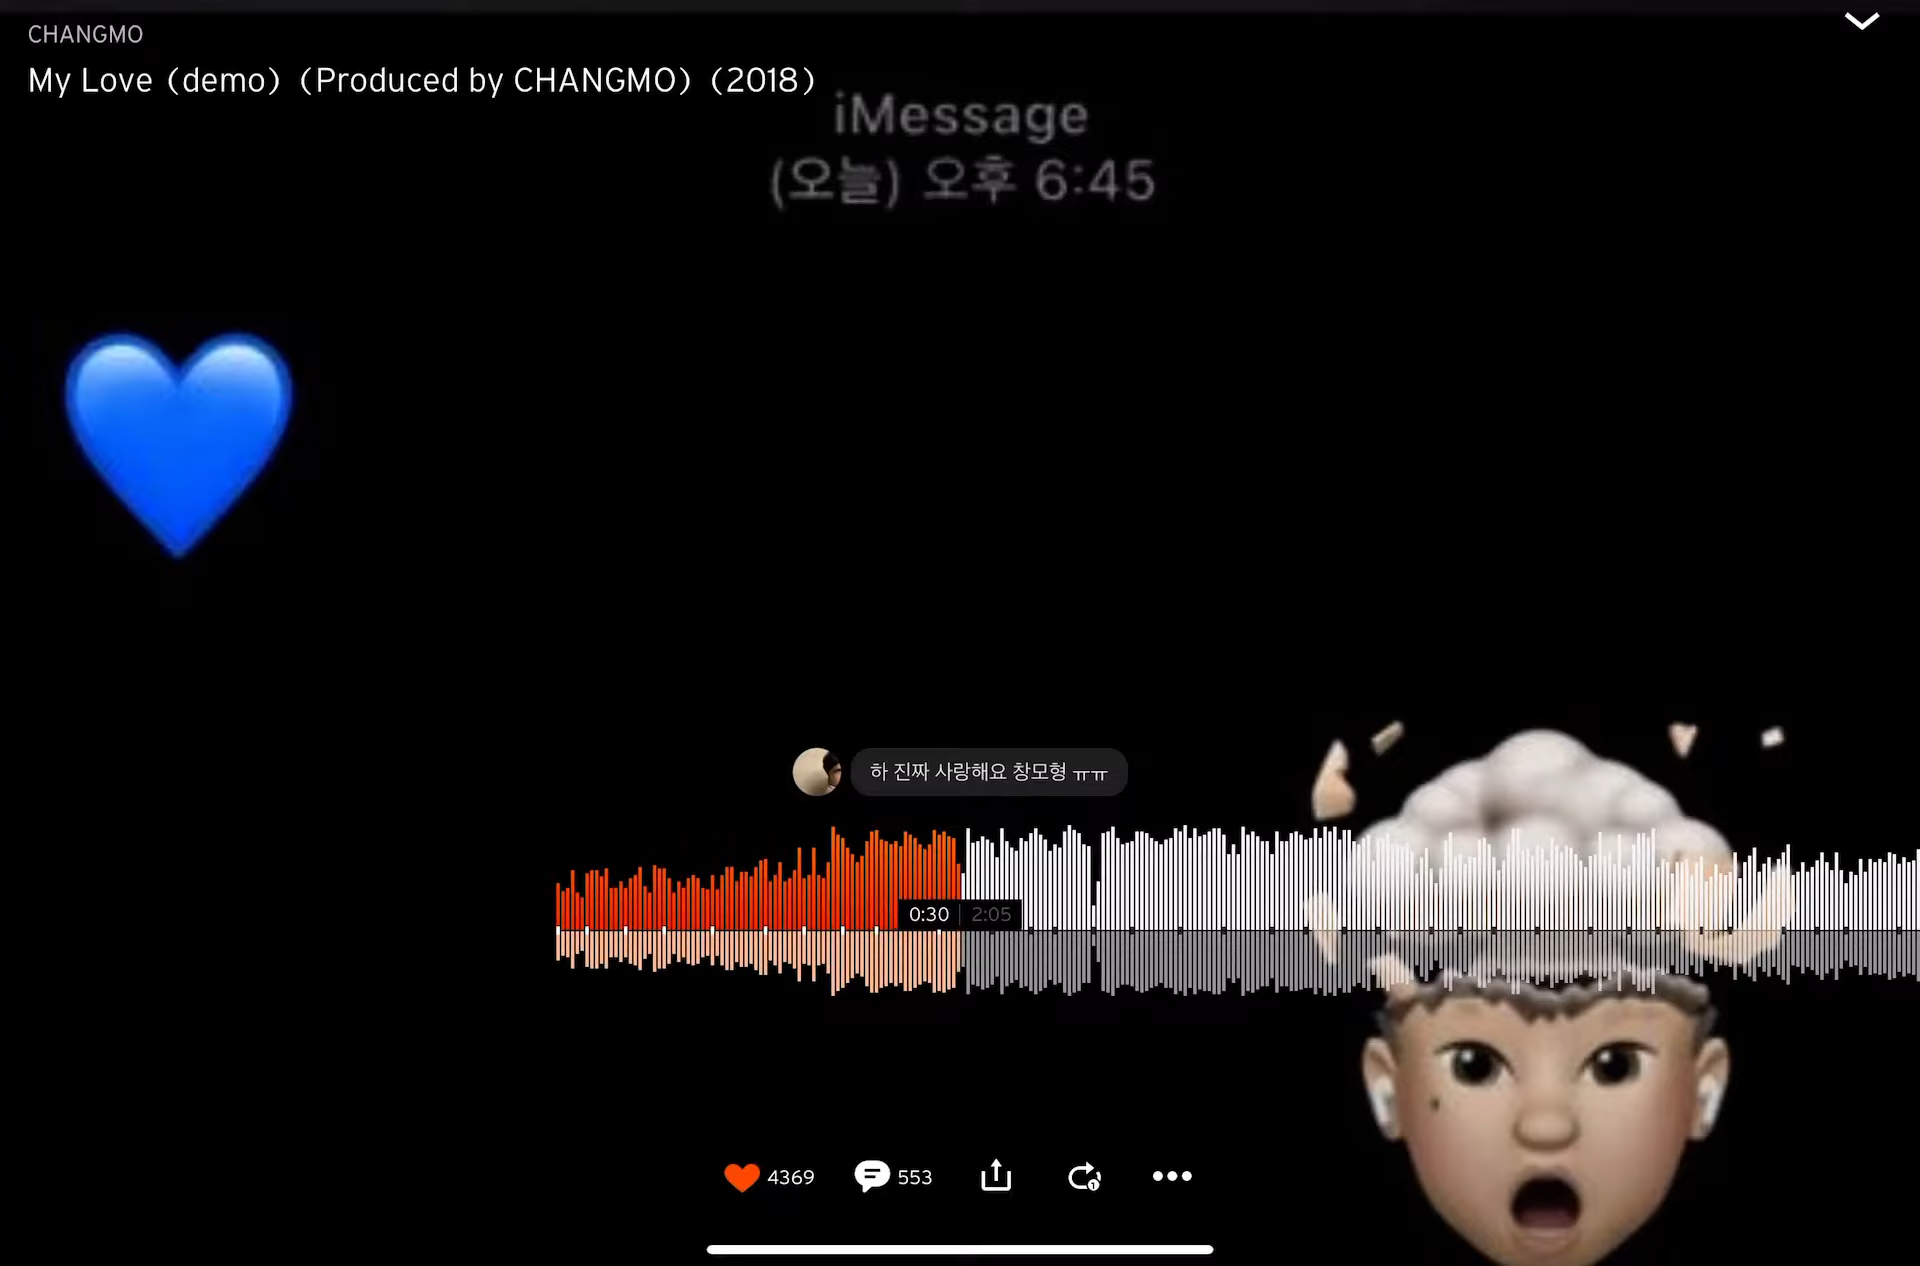 CHANGMO
My Love (demo) (Produced by CHANGMO) (2018)
iMessage
(오늘) 오후 6:45
하 진짜 사랑해요 창모형 ㅠㅠ
0:30 | 2:05
4369 553
1